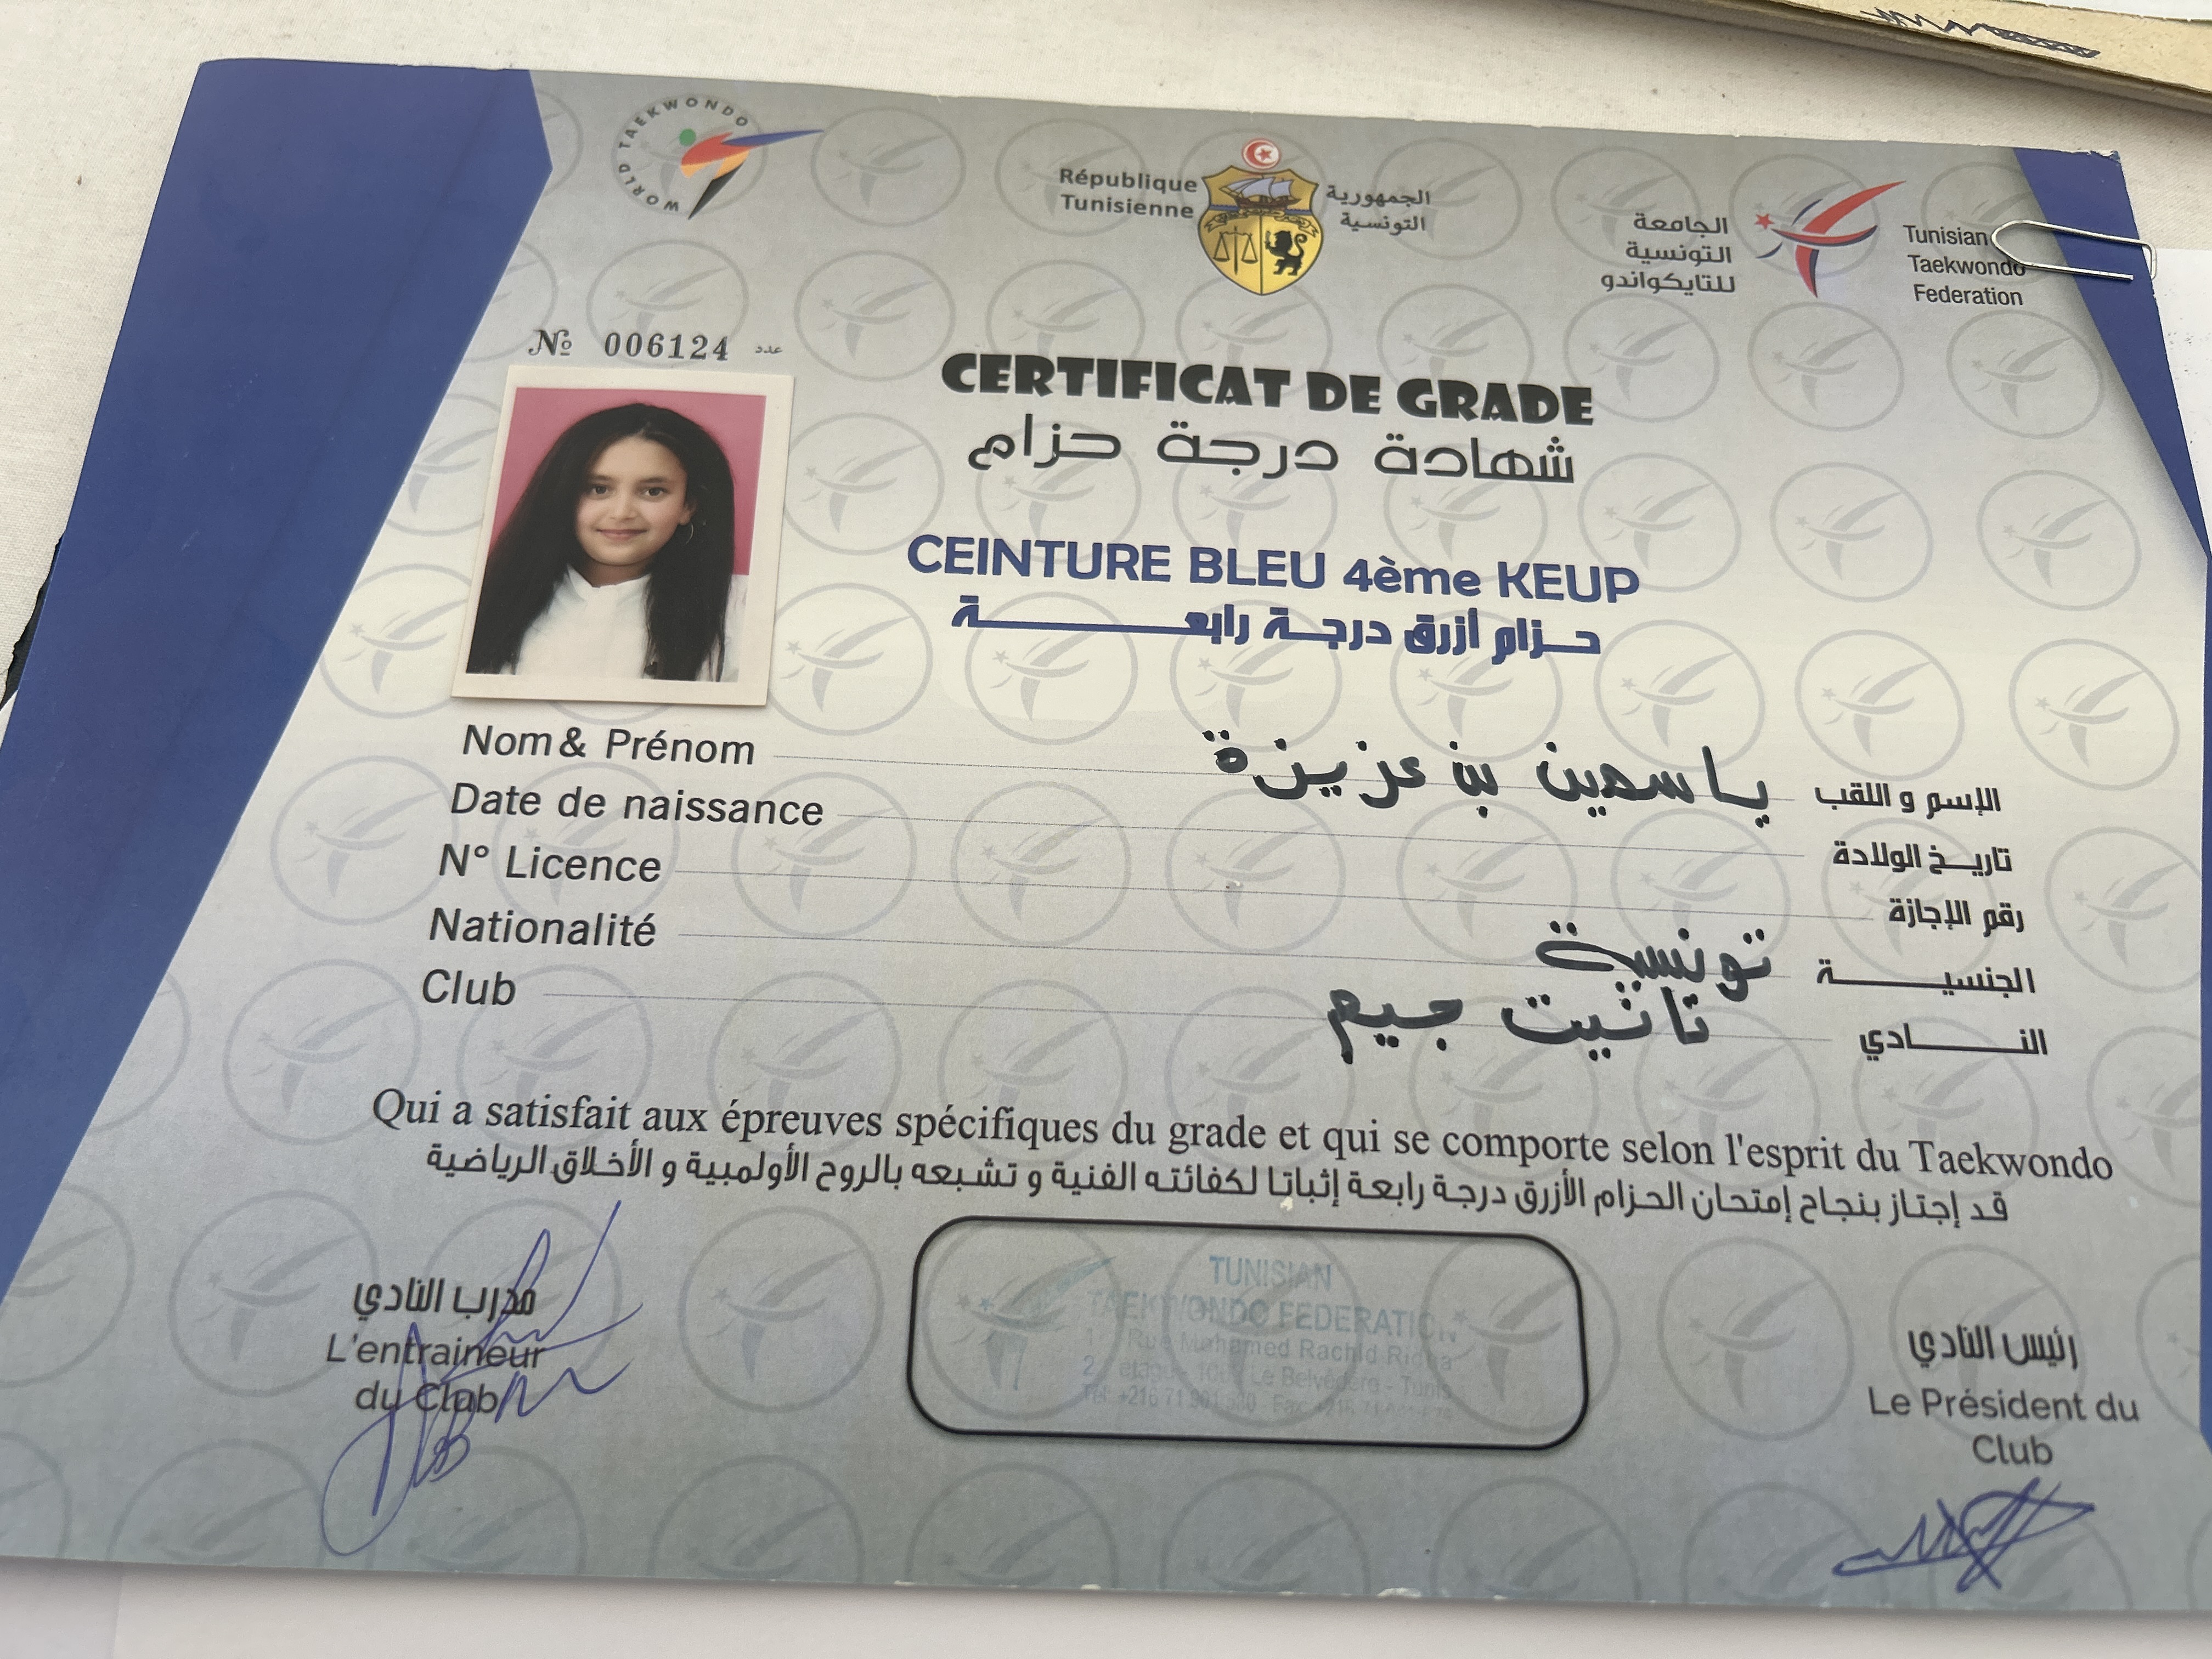 WORLD TAEKWONDO
République
Tunisienne
الجمهورية
التونسية
الجامعة
التونسية
للتايكواندو
Tunisian
Taekwondo
Federation
№ 006124 عدد
CERTIFICAT DE GRADE
شهادة درجة حزام
CEINTURE BLEU 4ème KEUP
حزام أزرق درجة رابعة
Nom & Prénom ياسمين بن عزيزة الإسم و اللقب
Date de naissance تاريخ الولادة
N° Licence رقم الإجازة
Nationalité تونسية الجنسية
Club تانيت جيم النادي
Qui a satisfait aux épreuves spécifiques du grade et qui se comporte selon l'esprit du Taekwondo
قد إجتاز بنجاح إمتحان الحزام الأزرق درجة رابعة إثباتا لكفائته الفنية و تشبعه بالروح الأولمبية و الأخلاق الرياضية
مدرب النادي
L'entraineur
du Club
TUNISIAN
TAEKWONDO FEDERATION
Rue Mohamed Rachid Ridha
Le Belvédère - Tunis
رئيس النادي
Le Président du
Club